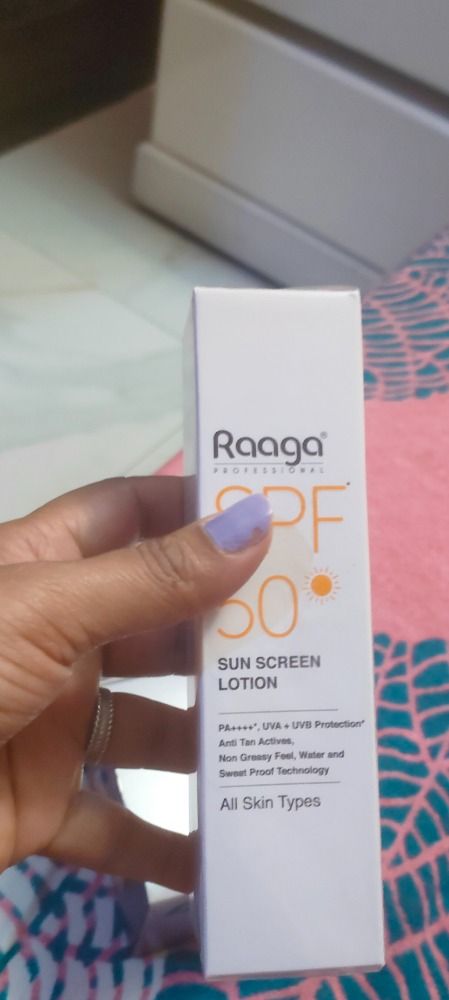 Raaga®
PROFESSIONAL
SPF*
50
SUN SCREEN
LOTION
PA++++*, UVA + UVB Protection*
Anti Tan Actives,
Non Greasy Feel, Water and
Sweat Proof Technology
All Skin Types